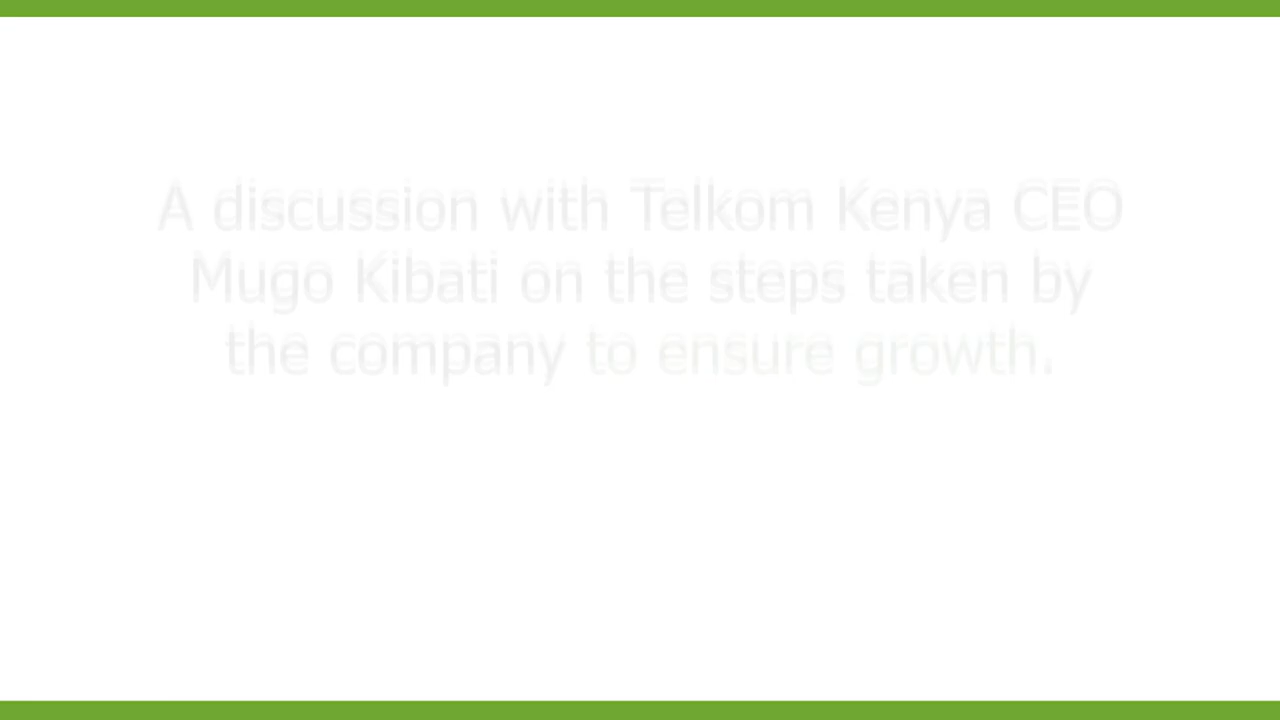 A discussion with Telkom Kenya CEO
Mugo Kibati on the steps taken by
the company to ensure growth.